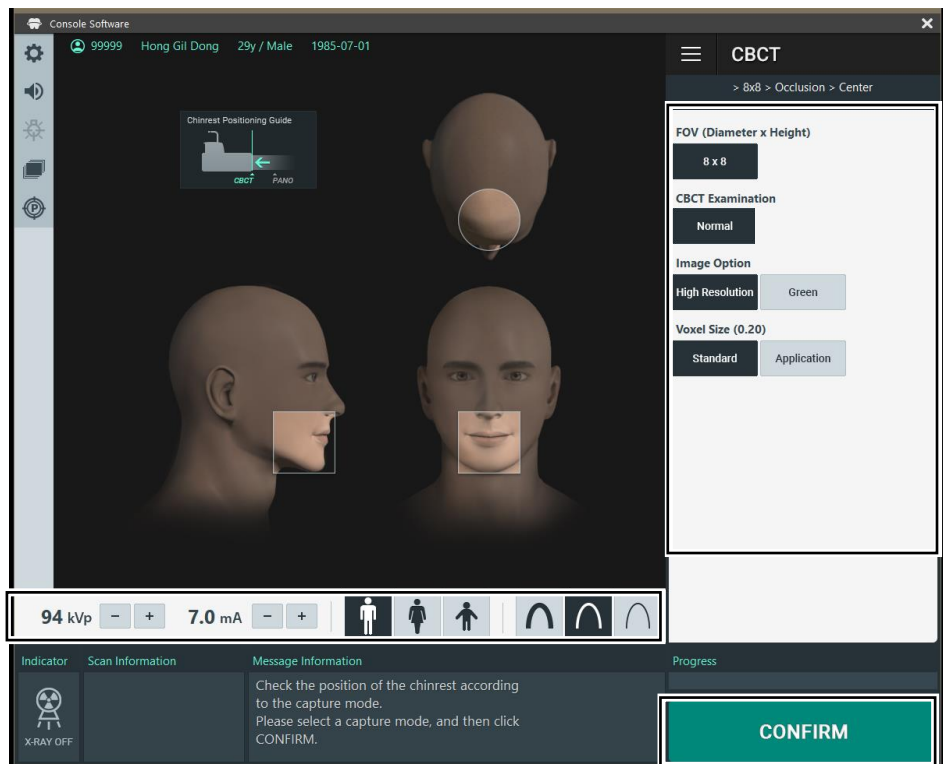 Console Software
99999 Hong Gil Dong 29y / Male 1985-07-01
CBCT
> 8x8 > Occlusion > Center
Chinrest Positioning Guide
CBCT PANO
FOV (Diameter x Height)
8 x 8
CBCT Examination
Normal
Image Option
High Resolution Green
Voxel Size (0.20)
Standard Application
94 kVp - + 7.0 mA - +
Indicator Scan Information Message Information Progress
X-RAY OFF
Check the position of the chinrest according
to the capture mode.
Please select a capture mode, and then click
CONFIRM.
CONFIRM
P